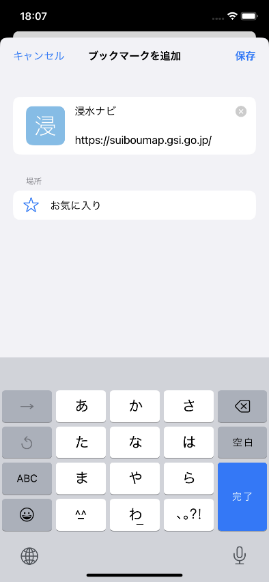 18:07
キャンセル ブックマークを追加 保存
浸
浸水ナビ
https://suiboumap.gsi.go.jp/
場所
お気に入り
→ あ か さ
た な は 空白
ABC ま や ら 完了
^^ わ_ 、。?!